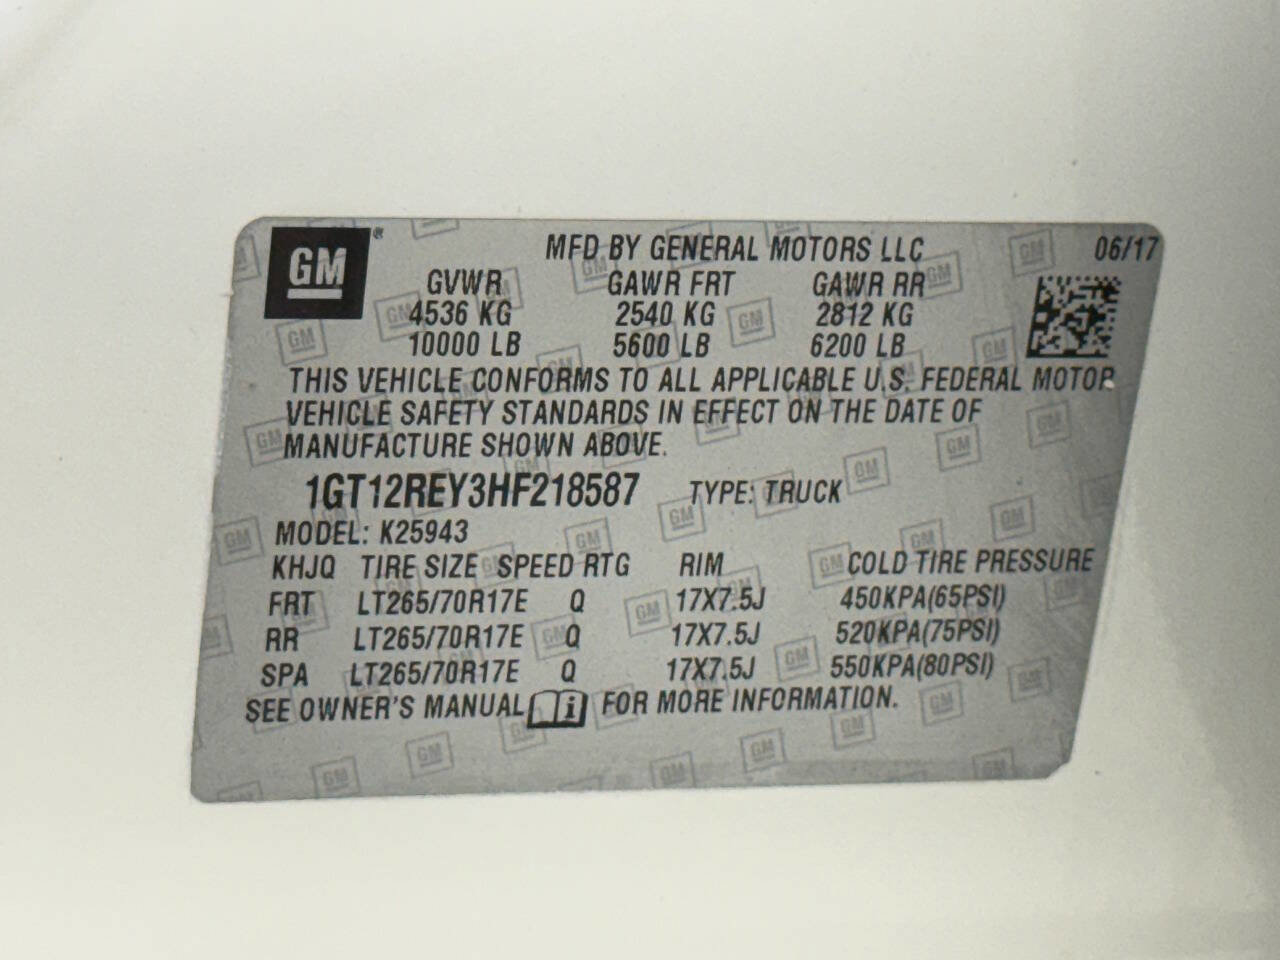 GM ® MFD BY GENERAL MOTORS LLC 06/17
GVWR GAWR FRT GAWR RR
4536 KG 2540 KG 2812 KG
10000 LB 5600 LB 6200 LB
THIS VEHICLE CONFORMS TO ALL APPLICABLE U.S. FEDERAL MOTOR
VEHICLE SAFETY STANDARDS IN EFFECT ON THE DATE OF
MANUFACTURE SHOWN ABOVE.
1GT12REY3HF218587 TYPE: TRUCK
MODEL: K25943
KHJQ TIRE SIZE SPEED RTG RIM COLD TIRE PRESSURE
FRT LT265/70R17E Q 17X7.5J 450KPA(65PSI)
RR LT265/70R17E Q 17X7.5J 520KPA(75PSI)
SPA LT265/70R17E Q 17X7.5J 550KPA(80PSI)
SEE OWNER'S MANUAL i FOR MORE INFORMATION.